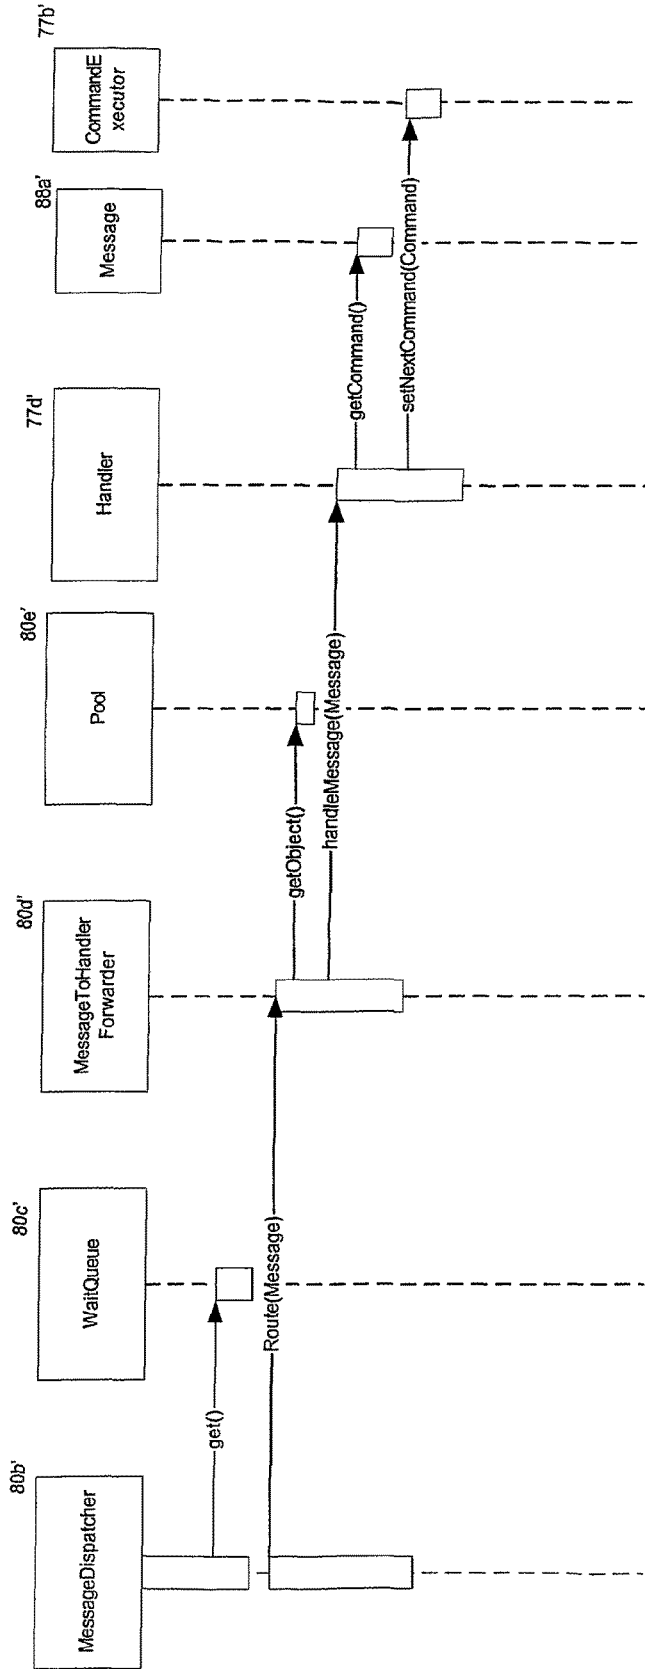 80b'
MessageDispatcher
80c'
WaitQueue
80d'
MessageToHandler
Forwarder
80e'
Pool
77d'
Handler
88a'
Message
77b'
CommandE
xecutor
get()
Route(Message)
getObject()
handleMessage(Message)
getCommand()
setNextCommand(Command)